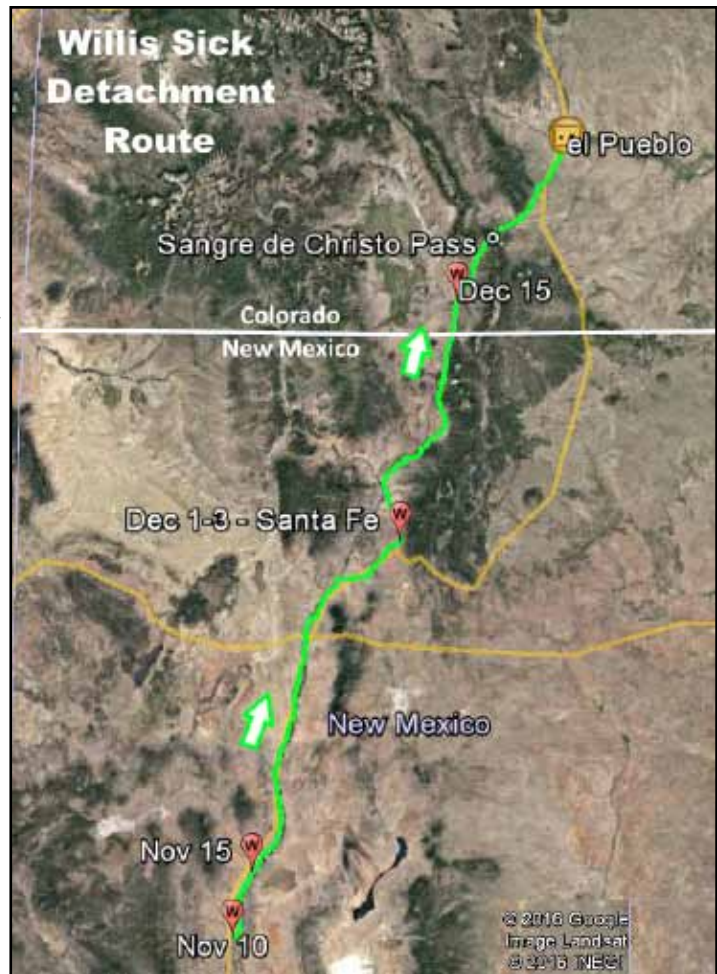 Willis Sick
Detachment
Route
el Pueblo
Sangre de Christo Pass
Dec 15
Colorado
New Mexico
Dec 1-3 - Santa Fe
New Mexico
Nov 15
Nov 10
© 2016 Google
Image Landsat
© 2016 INEGI
W
W
W
W